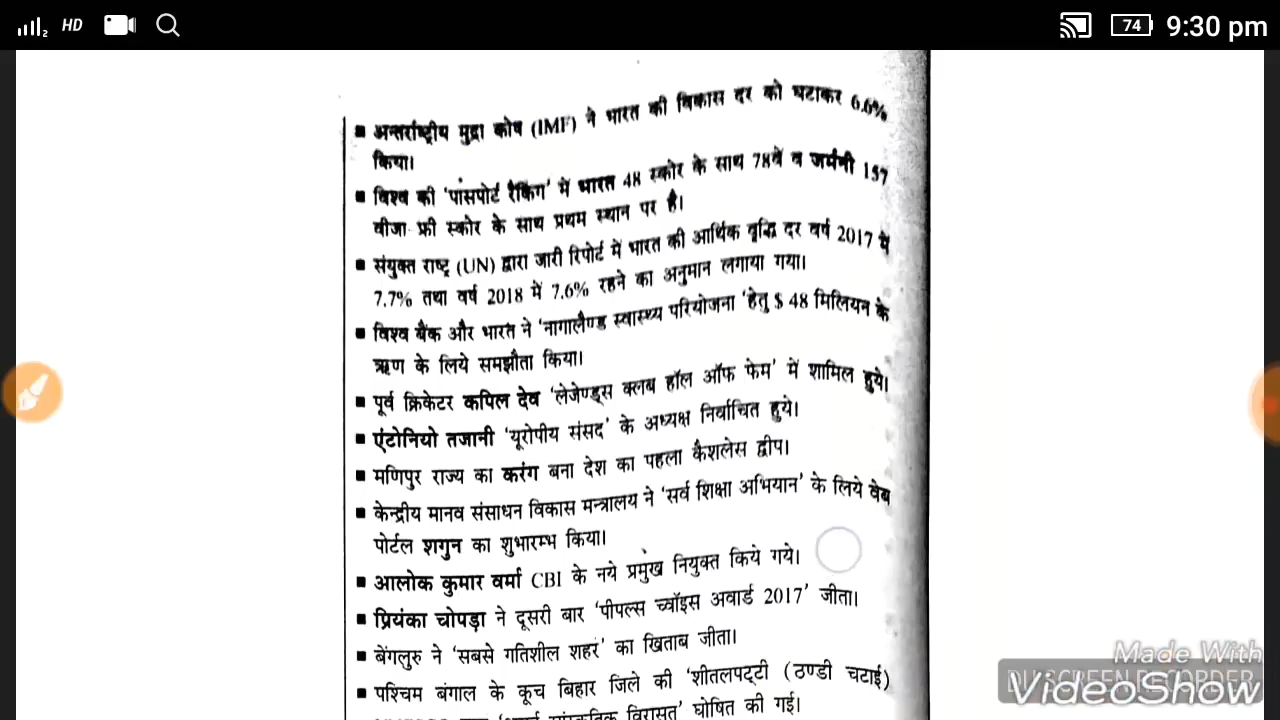 HD
74 9:30 pm
■ अन्तर्राष्ट्रीय मुद्रा कोष (IMF) ने भारत की विकास दर को घटाकर 6.6%
किया।
■ विश्व की 'पासपोर्ट रैंकिग' में भारत 48 स्कोर के साथ 78वें व जर्मनी 157
वीजा फ्री स्कोर के साथ प्रथम स्थान पर है।
■ संयुक्त राष्ट्र (UN) द्वारा जारी रिपोर्ट में भारत की आर्थिक वृद्धि दर वर्ष 2017 में
7.7% तथा वर्ष 2018 में 7.6% रहने का अनुमान लगाया गया।
■ विश्व बैंक और भारत ने 'नागालैण्ड स्वास्थ्य परियोजना 'हेतु $ 48 मिलियन के
ऋण के लिये समझौता किया।
■ पूर्व क्रिकेटर कपिल देव 'लेजेण्ड्स क्लब हॉल ऑफ फेम' में शामिल हुये।
■ एंटोनियो तजानी 'यूरोपीय संसद' के अध्यक्ष निर्वाचित हुये।
■ मणिपुर राज्य का करंग बना देश का पहला कैशलेस द्वीप।
■ केन्द्रीय मानव संसाधन विकास मन्त्रालय ने 'सर्व शिक्षा अभियान' के लिये वेब
पोर्टल शगुन का शुभारम्भ किया।
■ आलोक कुमार वर्मा CBI के नये प्रमुख नियुक्त किये गये।
■ प्रियंका चोपड़ा ने दूसरी बार 'पीपल्स च्वॉइस अवार्ड 2017' जीता।
■ बेंगलुरु ने 'सबसे गतिशील शहर' का खिताब जीता।
■ पश्चिम बंगाल के कूच बिहार जिले की 'शीतलपट्टी (ठण्डी चटाई)
सांस्कृतिक विरासत' घोषित की गई।
Made With
VideoShow